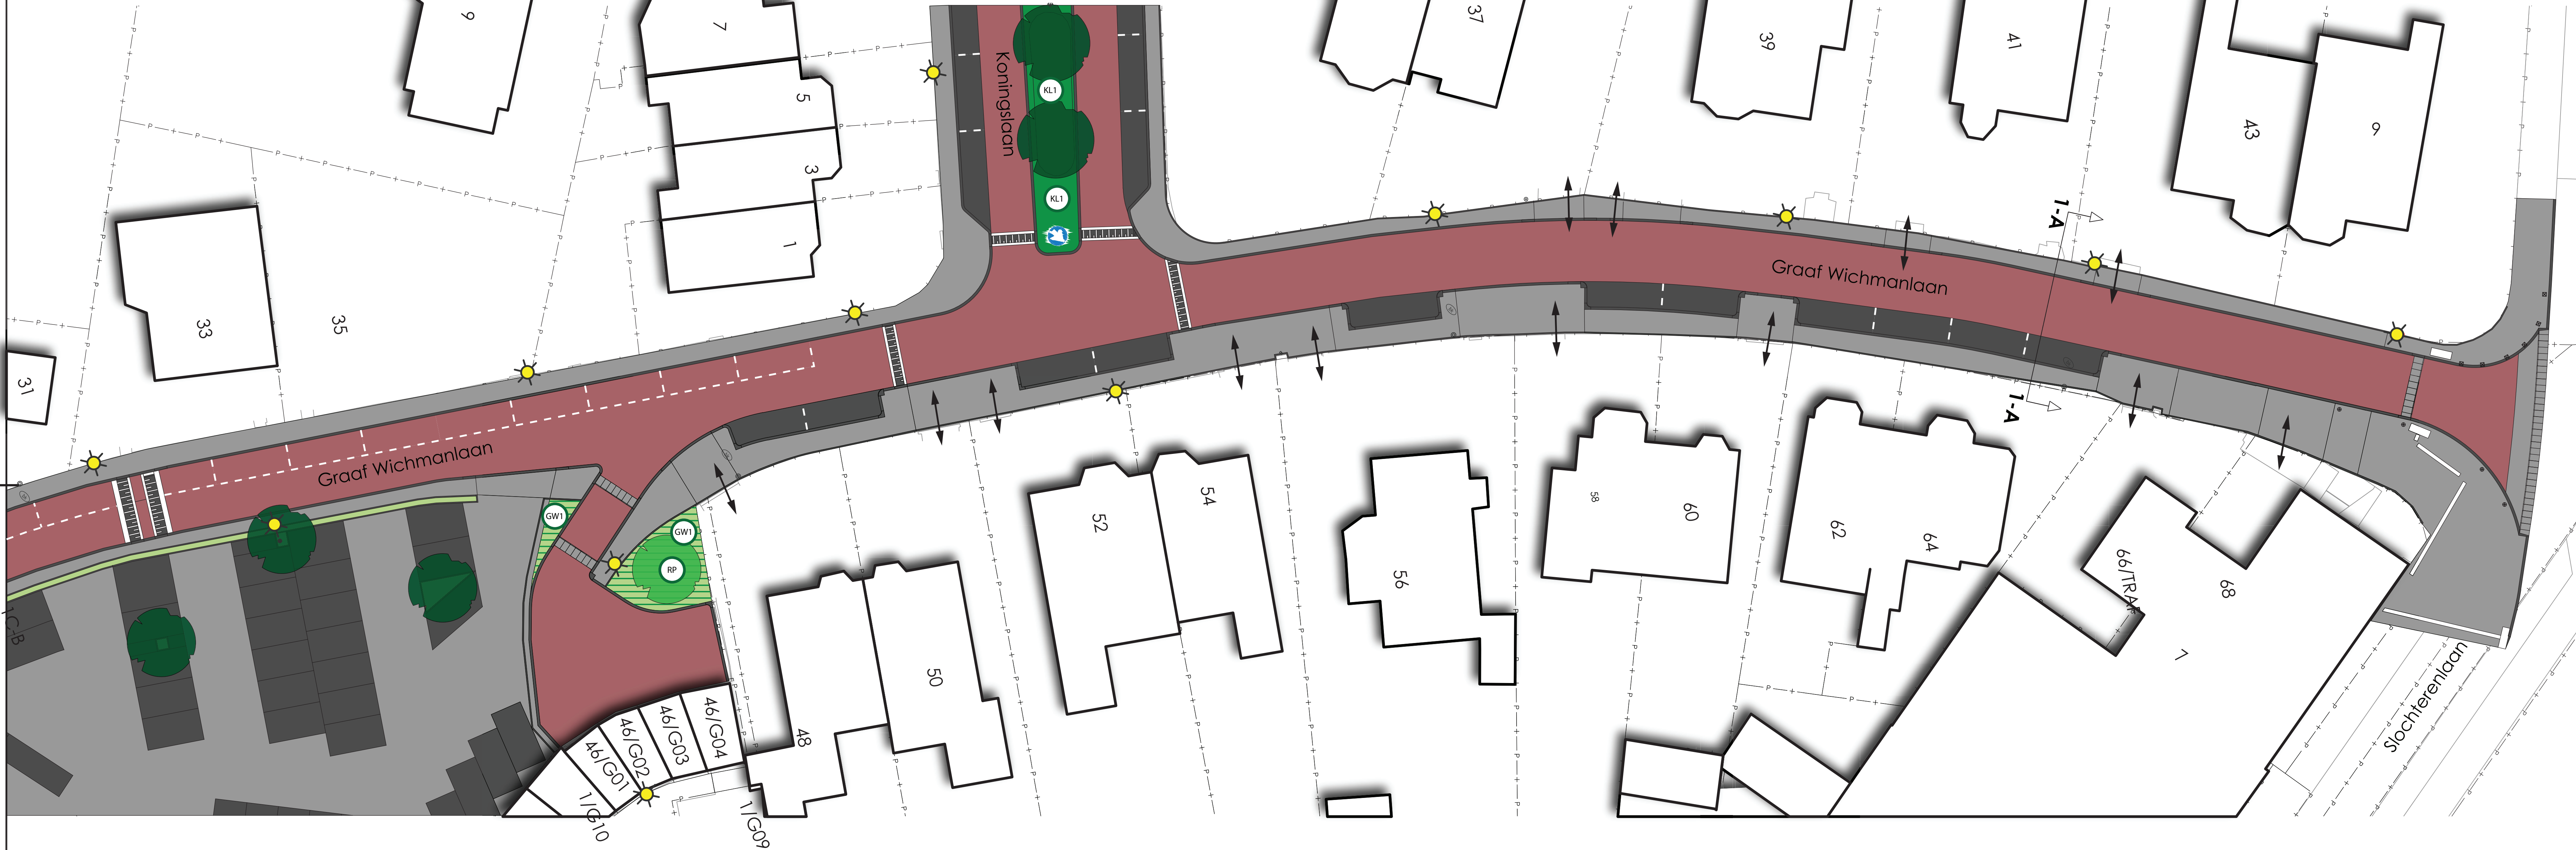 9
7
5
3
1
Koningslaan
KL1
KL1
37
39
41
43
9
33
35
31
Graaf Wichmanlaan
Graaf Wichmanlaan
1-A
1-A
GW1
GW1
RP
1C-B
46/G01
46/G02
46/G03
46/G04
1/G10
1/G09
48
50
52
54
56
58
60
62
64
66/TRAF
68
7
Slochterenlaan